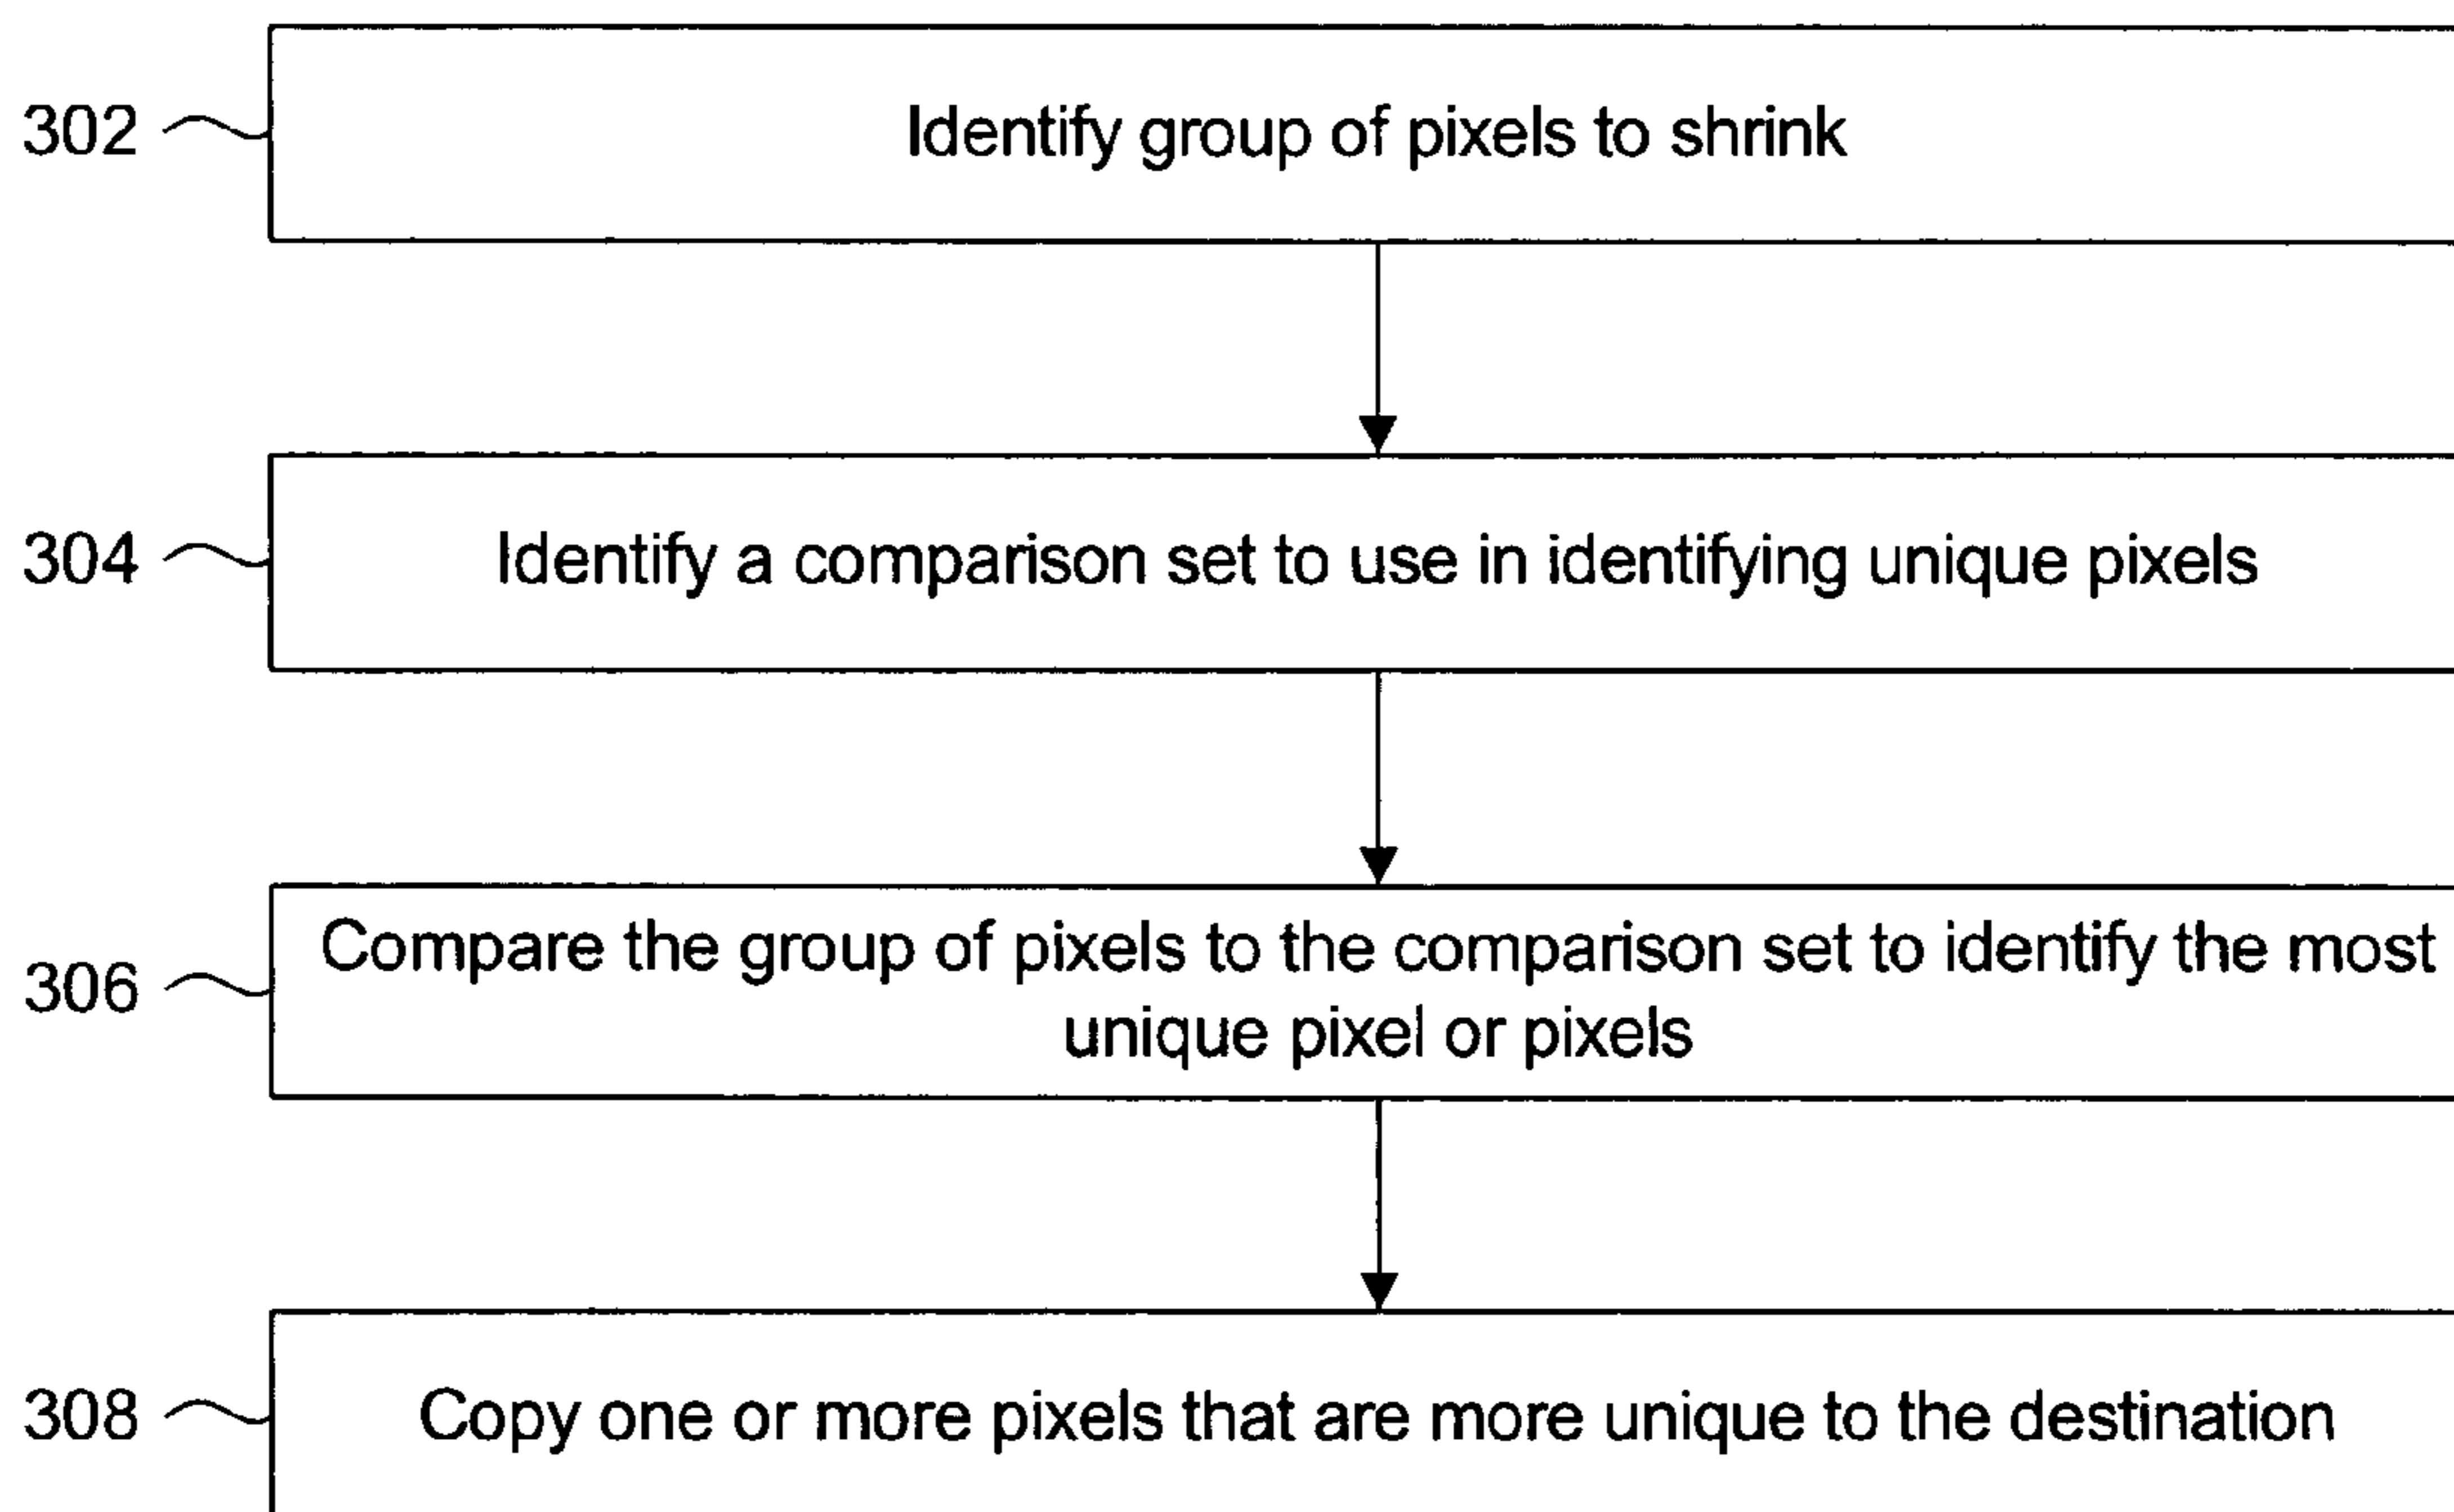 302
Identify group of pixels to shrink
304
Identify a comparison set to use in identifying unique pixels
306
Compare the group of pixels to the comparison set to identify the most
unique pixel or pixels
308
Copy one or more pixels that are more unique to the destination